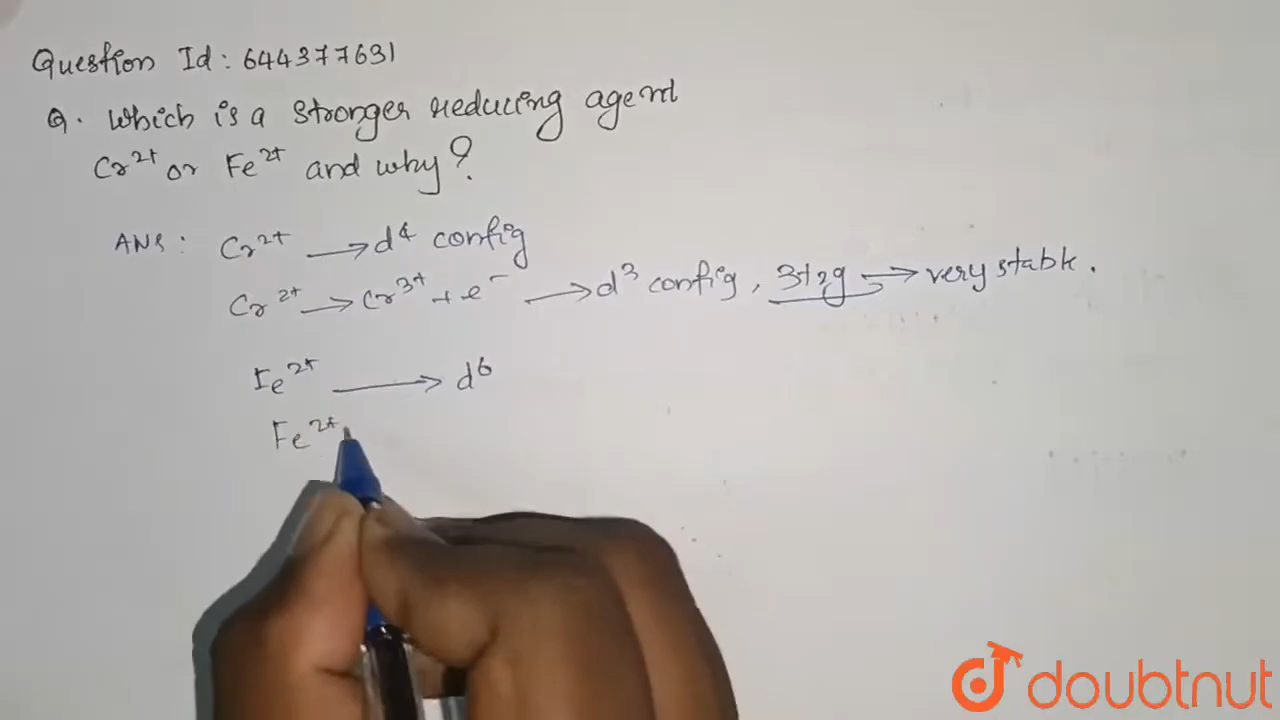 Question Id : 644377631
Q. Which is a stronger reducing agent
Cr²⁺ or Fe²⁺ and why?
ANS : Cr²⁺ → d⁴ config
Cr²⁺ → Cr³⁺ + e⁻ → d³ config, 3t₂g → very stable.
Fe²⁺ → d⁶
Fe²⁺
doubtnut